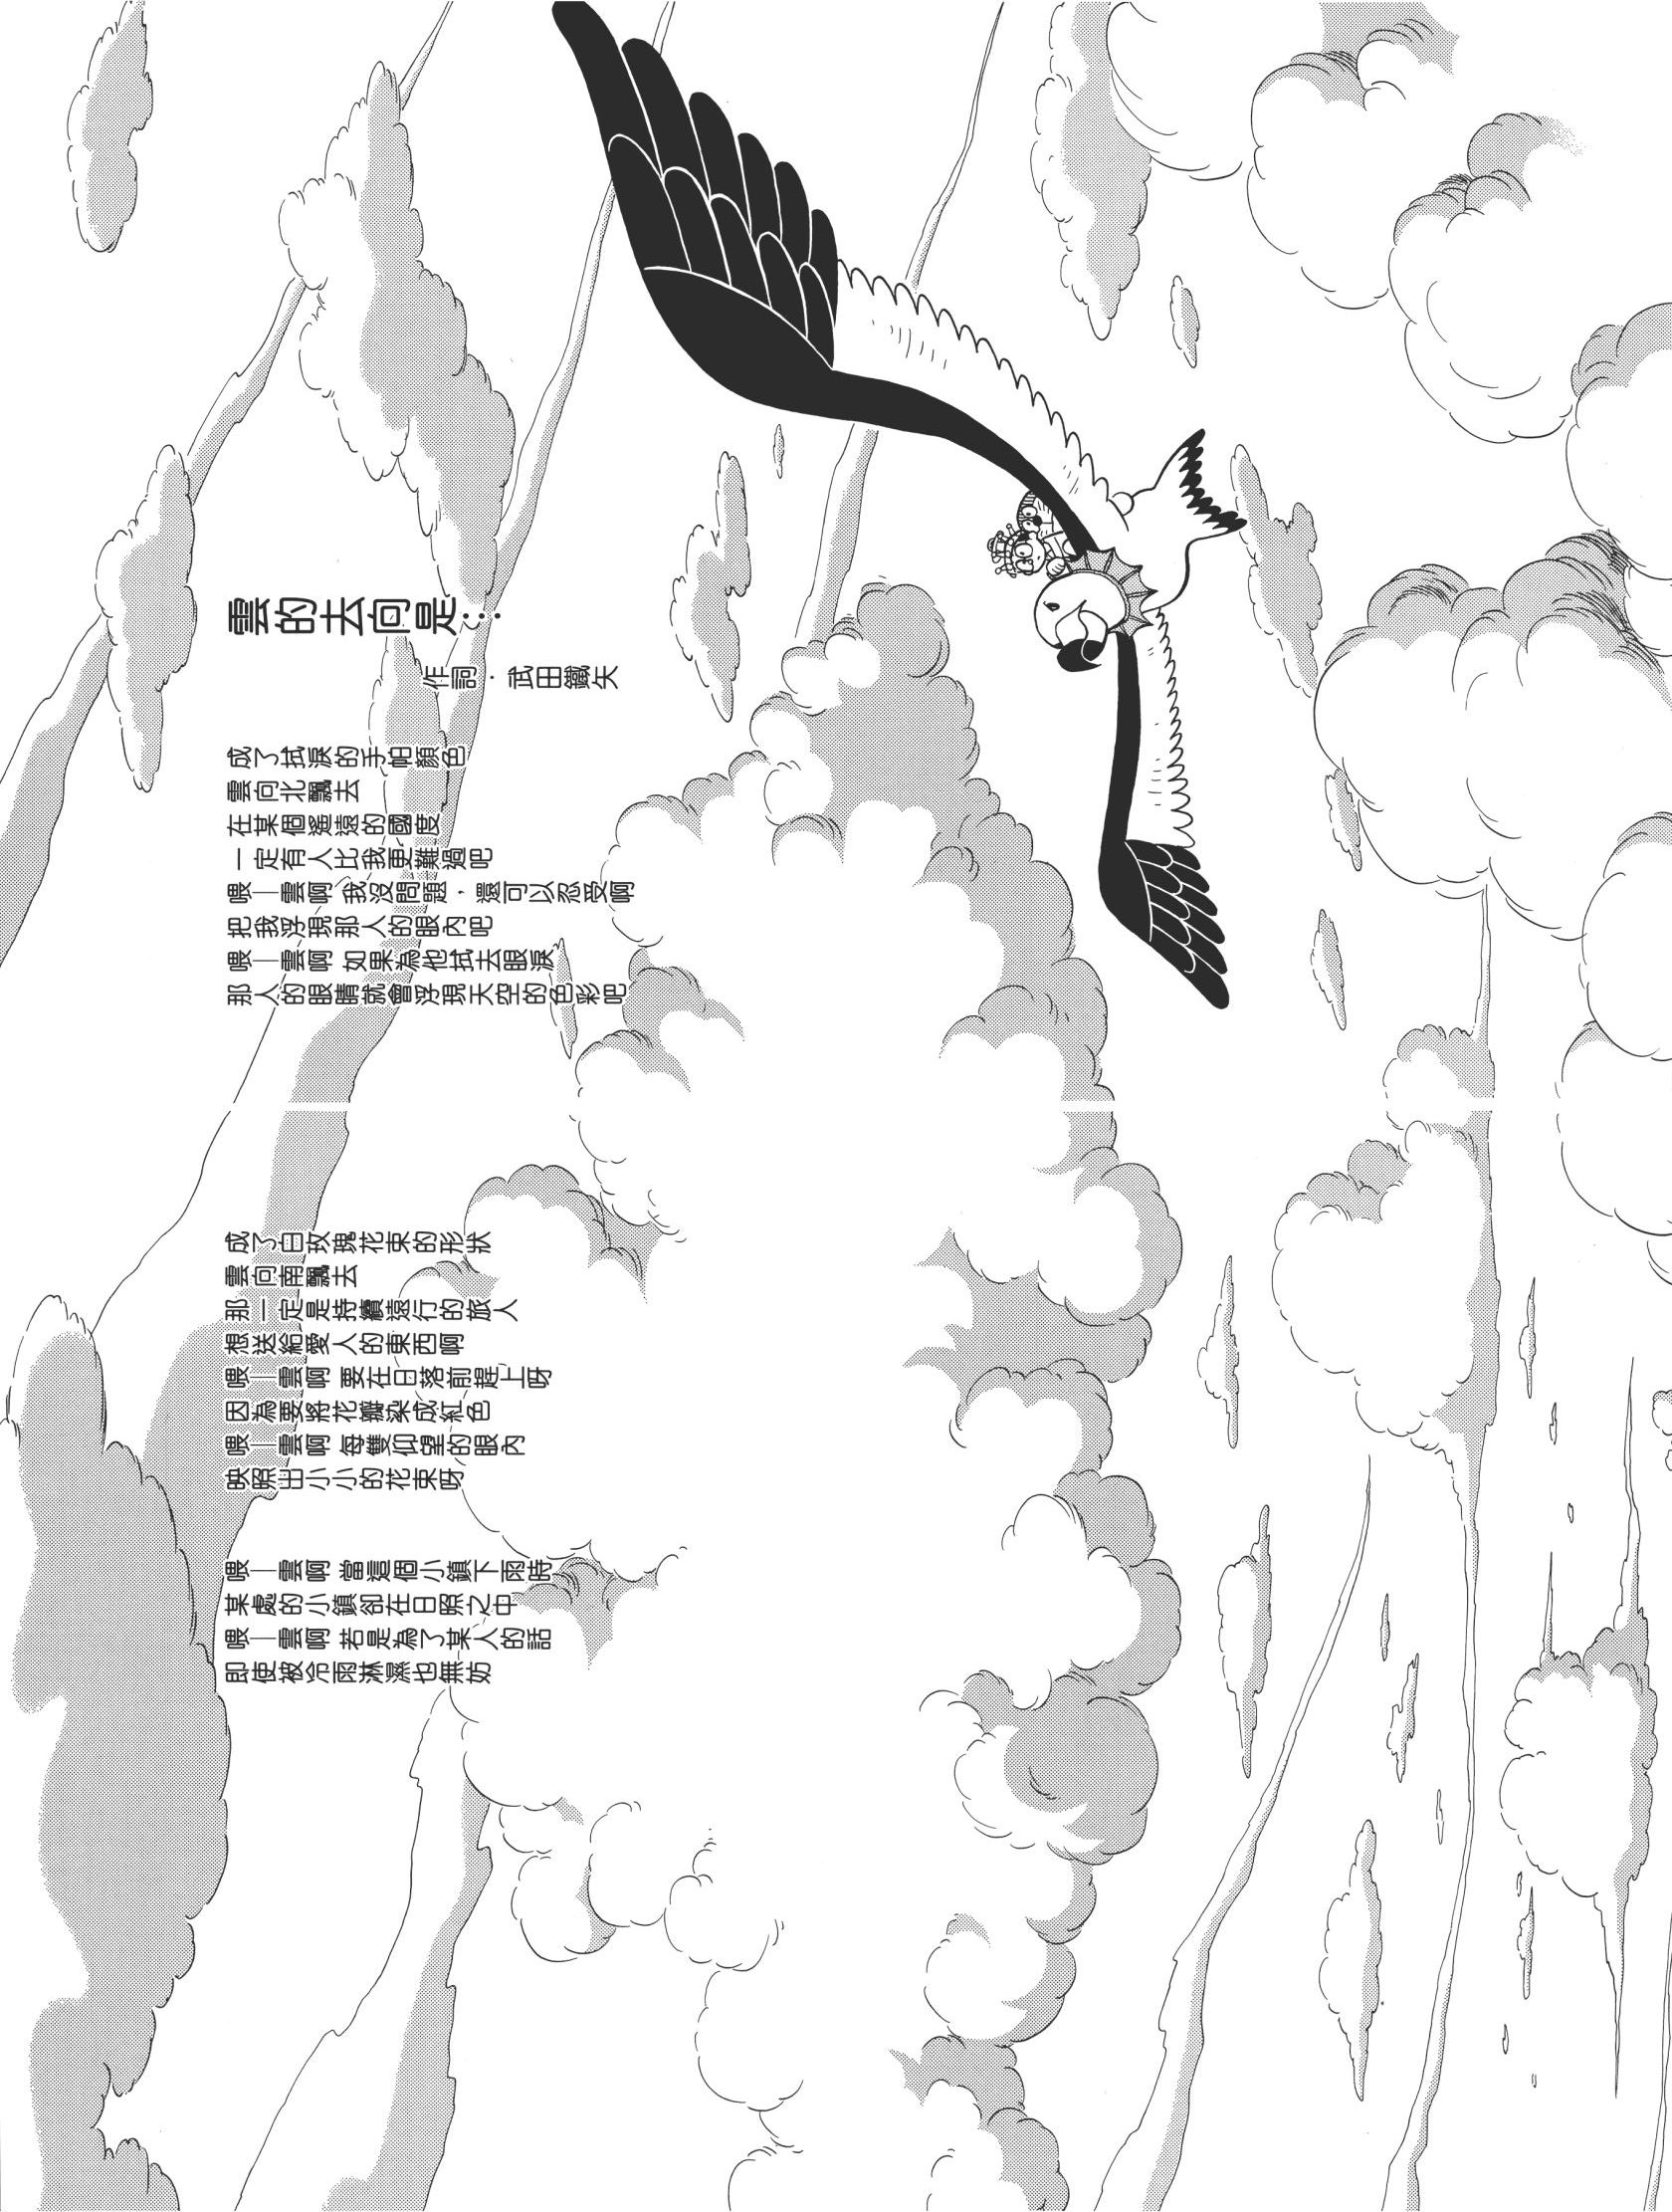 雲的去向是…
作詞・武田鐵矢
成了拭淚的手帕顏色
雲向北飄去
在某個遙遠的國度
一定有人比我更難過吧
喂—雲啊 我沒問題，還可以忍受啊
把我浮現那人的眼內吧
喂—雲啊 如果為他拭去眼淚
那人的眼睛就會浮現天空的色彩吧
成了白玫瑰花束的形狀
雲向南飄去
那一定是持續遠行的旅人
想送給愛人的東西啊
喂—雲啊 要在日落前趕上呀
因為要將花瓣染成紅色
喂—雲啊 每雙仰望的眼內
映照出小小的花束呀
喂—雲啊 當這個小鎮下雨時
某處的小鎮卻在日照之中
喂—雲啊 若是為了某人的話
即使被冷雨淋濕也無妨